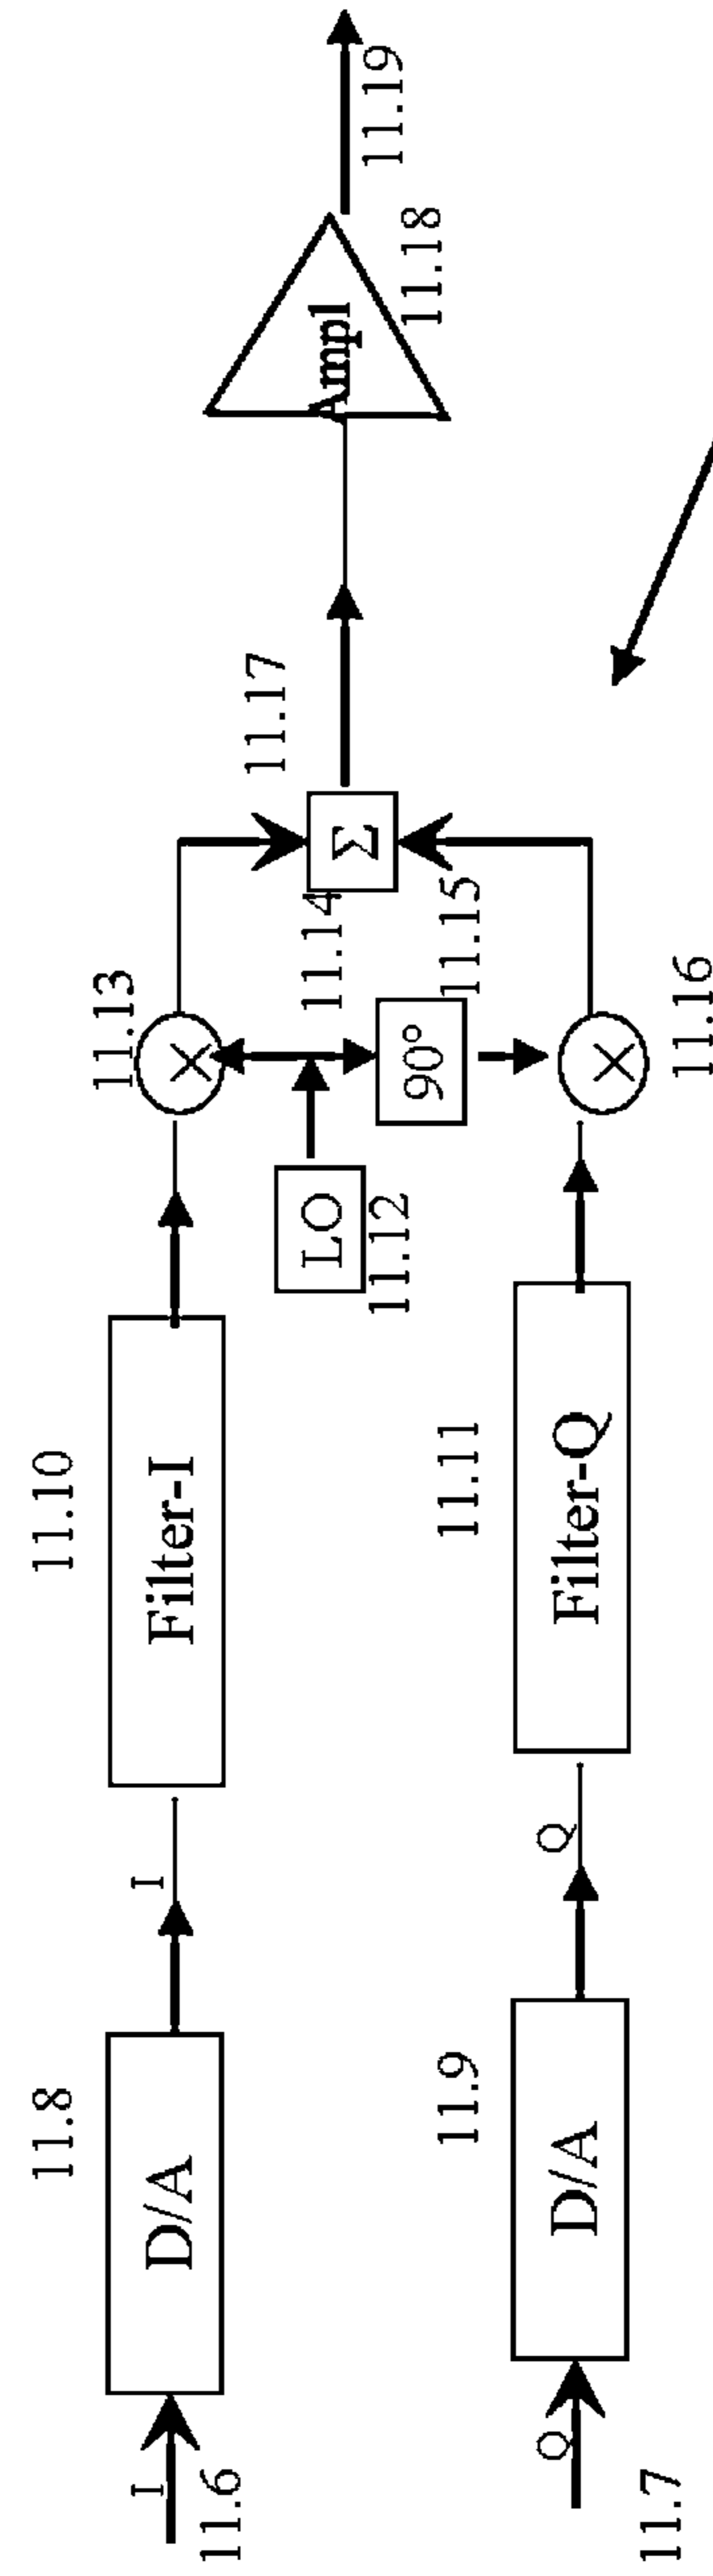 11.8
11.10
11.13
I
D/A
I
Filter-I
X
11.6
11.17
LO
11.14
Σ
Ampl
11.19
11.12
90°
11.18
11.9
11.11
11.15
Q
D/A
Q
Filter-Q
X
11.7
11.16